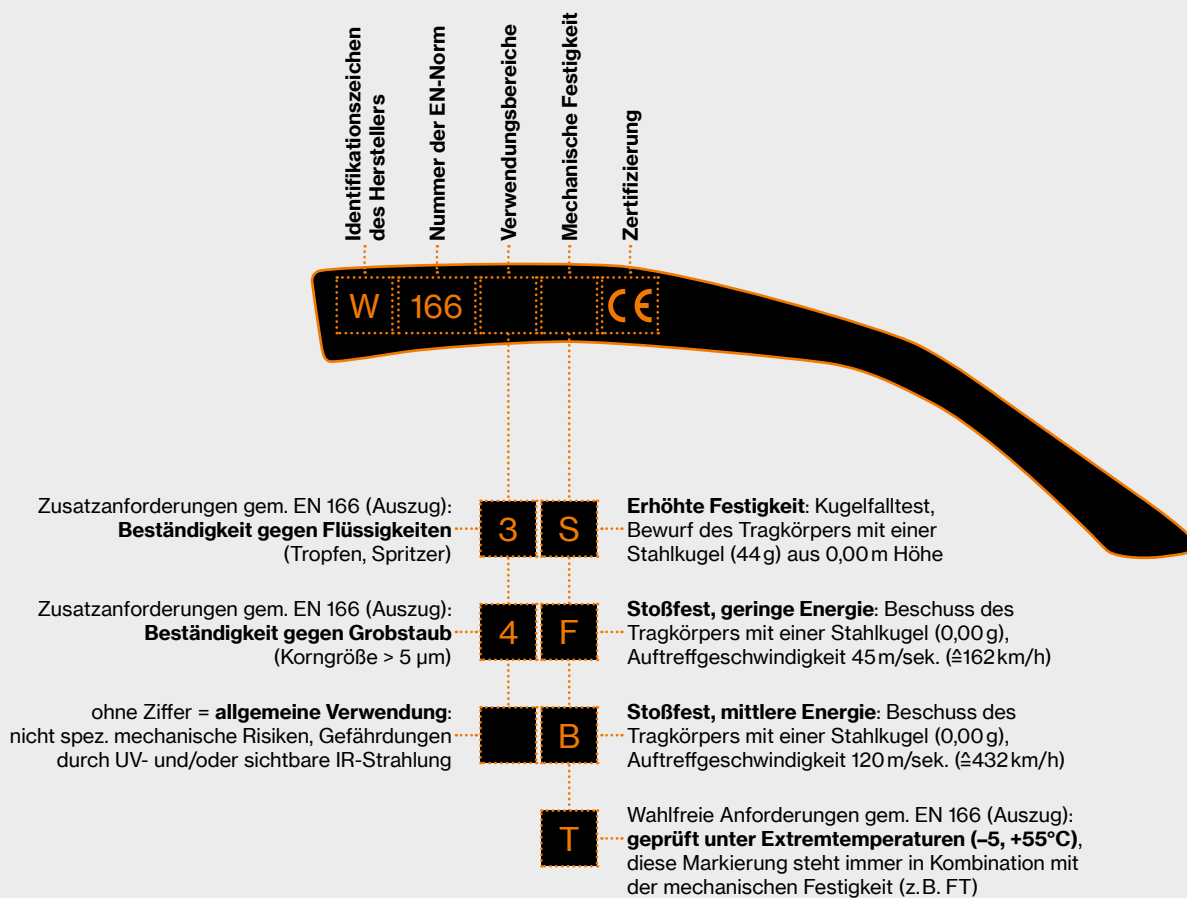 Identifikationszeichen
des Herstellers
Nummer der EN-Norm
Verwendungsbereiche
Mechanische Festigkeit
Zertifizierung
W 166 CE
Zusatzanforderungen gem. EN 166 (Auszug):
Beständigkeit gegen Flüssigkeiten
(Tropfen, Spritzer)
3 S
Erhöhte Festigkeit: Kugelfalltest,
Bewurf des Tragkörpers mit einer
Stahlkugel (44 g) aus 0,00 m Höhe
Zusatzanforderungen gem. EN 166 (Auszug):
Beständigkeit gegen Grobstaub
(Korngröße > 5 µm)
4 F
Stoßfest, geringe Energie: Beschuss des
Tragkörpers mit einer Stahlkugel (0,00 g),
Auftreffgeschwindigkeit 45 m/sek. (≙162 km/h)
ohne Ziffer = allgemeine Verwendung:
nicht spez. mechanische Risiken, Gefährdungen
durch UV- und/oder sichtbare IR-Strahlung
B
Stoßfest, mittlere Energie: Beschuss des
Tragkörpers mit einer Stahlkugel (0,00 g),
Auftreffgeschwindigkeit 120 m/sek. (≙432 km/h)
T
Wahlfreie Anforderungen gem. EN 166 (Auszug):
geprüft unter Extremtemperaturen (–5, +55°C),
diese Markierung steht immer in Kombination mit
der mechanischen Festigkeit (z.B. FT)